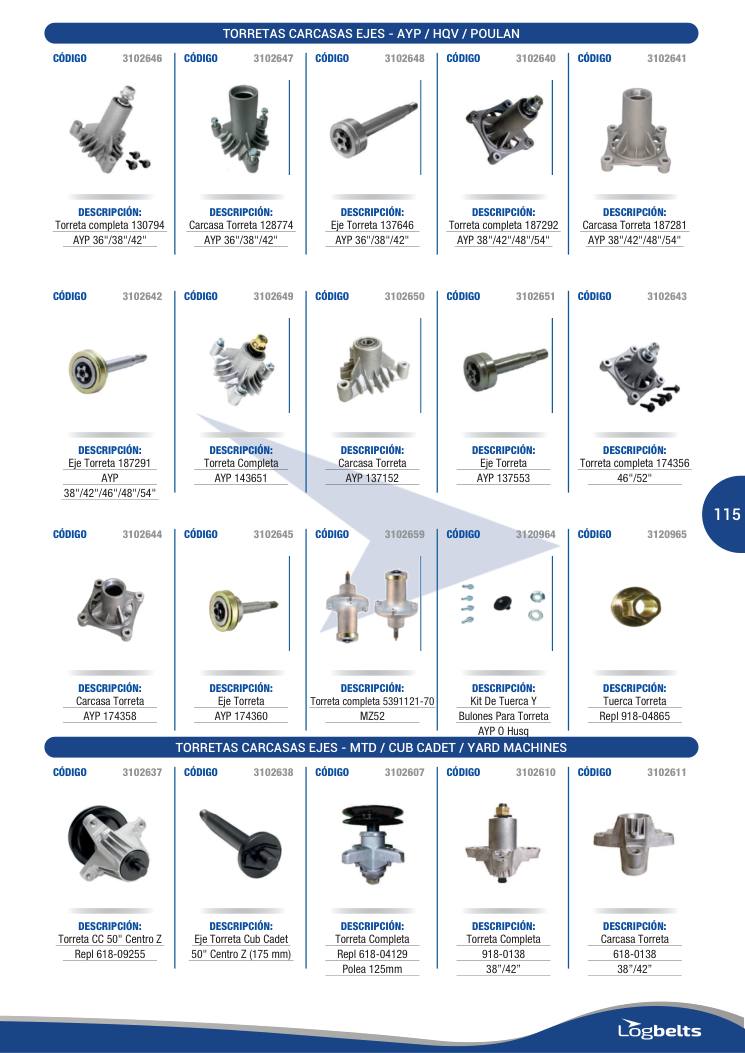 TORRETAS CARCASAS EJES - AYP / HQV / POULAN
CÓDIGO 3102646
DESCRIPCIÓN:
Torreta completa 130794
AYP 36"/38"/42"
CÓDIGO 3102647
DESCRIPCIÓN:
Carcasa Torreta 128774
AYP 36"/38"/42"
CÓDIGO 3102648
DESCRIPCIÓN:
Eje Torreta 137646
AYP 36"/38"/42"
CÓDIGO 3102640
DESCRIPCIÓN:
Torreta completa 187292
AYP 38"/42"/48"/54"
CÓDIGO 3102641
DESCRIPCIÓN:
Carcasa Torreta 187281
AYP 38"/42"/48"/54"
CÓDIGO 3102642
DESCRIPCIÓN:
Eje Torreta 187291
AYP
38"/42"/46"/48"/54"
CÓDIGO 3102649
DESCRIPCIÓN:
Torreta Completa
AYP 143651
CÓDIGO 3102650
DESCRIPCIÓN:
Carcasa Torreta
AYP 137152
CÓDIGO 3102651
DESCRIPCIÓN:
Eje Torreta
AYP 137553
CÓDIGO 3102643
DESCRIPCIÓN:
Torreta completa 174356
46"/52"
115
CÓDIGO 3102644
DESCRIPCIÓN:
Carcasa Torreta
AYP 174358
CÓDIGO 3102645
DESCRIPCIÓN:
Eje Torreta
AYP 174360
CÓDIGO 3102659
DESCRIPCIÓN:
Torreta completa 5391121-70
MZ52
CÓDIGO 3120964
DESCRIPCIÓN:
Kit De Tuerca Y
Bulones Para Torreta
AYP O Husq
CÓDIGO 3120965
DESCRIPCIÓN:
Tuerca Torreta
Repl 918-04865
TORRETAS CARCASAS EJES - MTD / CUB CADET / YARD MACHINES
CÓDIGO 3102637
DESCRIPCIÓN:
Torreta CC 50" Centro Z
Repl 618-09255
CÓDIGO 3102638
DESCRIPCIÓN:
Eje Torreta Cub Cadet
50" Centro Z (175 mm)
CÓDIGO 3102607
DESCRIPCIÓN:
Torreta Completa
Repl 618-04129
Polea 125mm
CÓDIGO 3102610
DESCRIPCIÓN:
Torreta Completa
918-0138
38”/42”
CÓDIGO 3102611
DESCRIPCIÓN:
Carcasa Torreta
618-0138
38”/42”
Logbelts